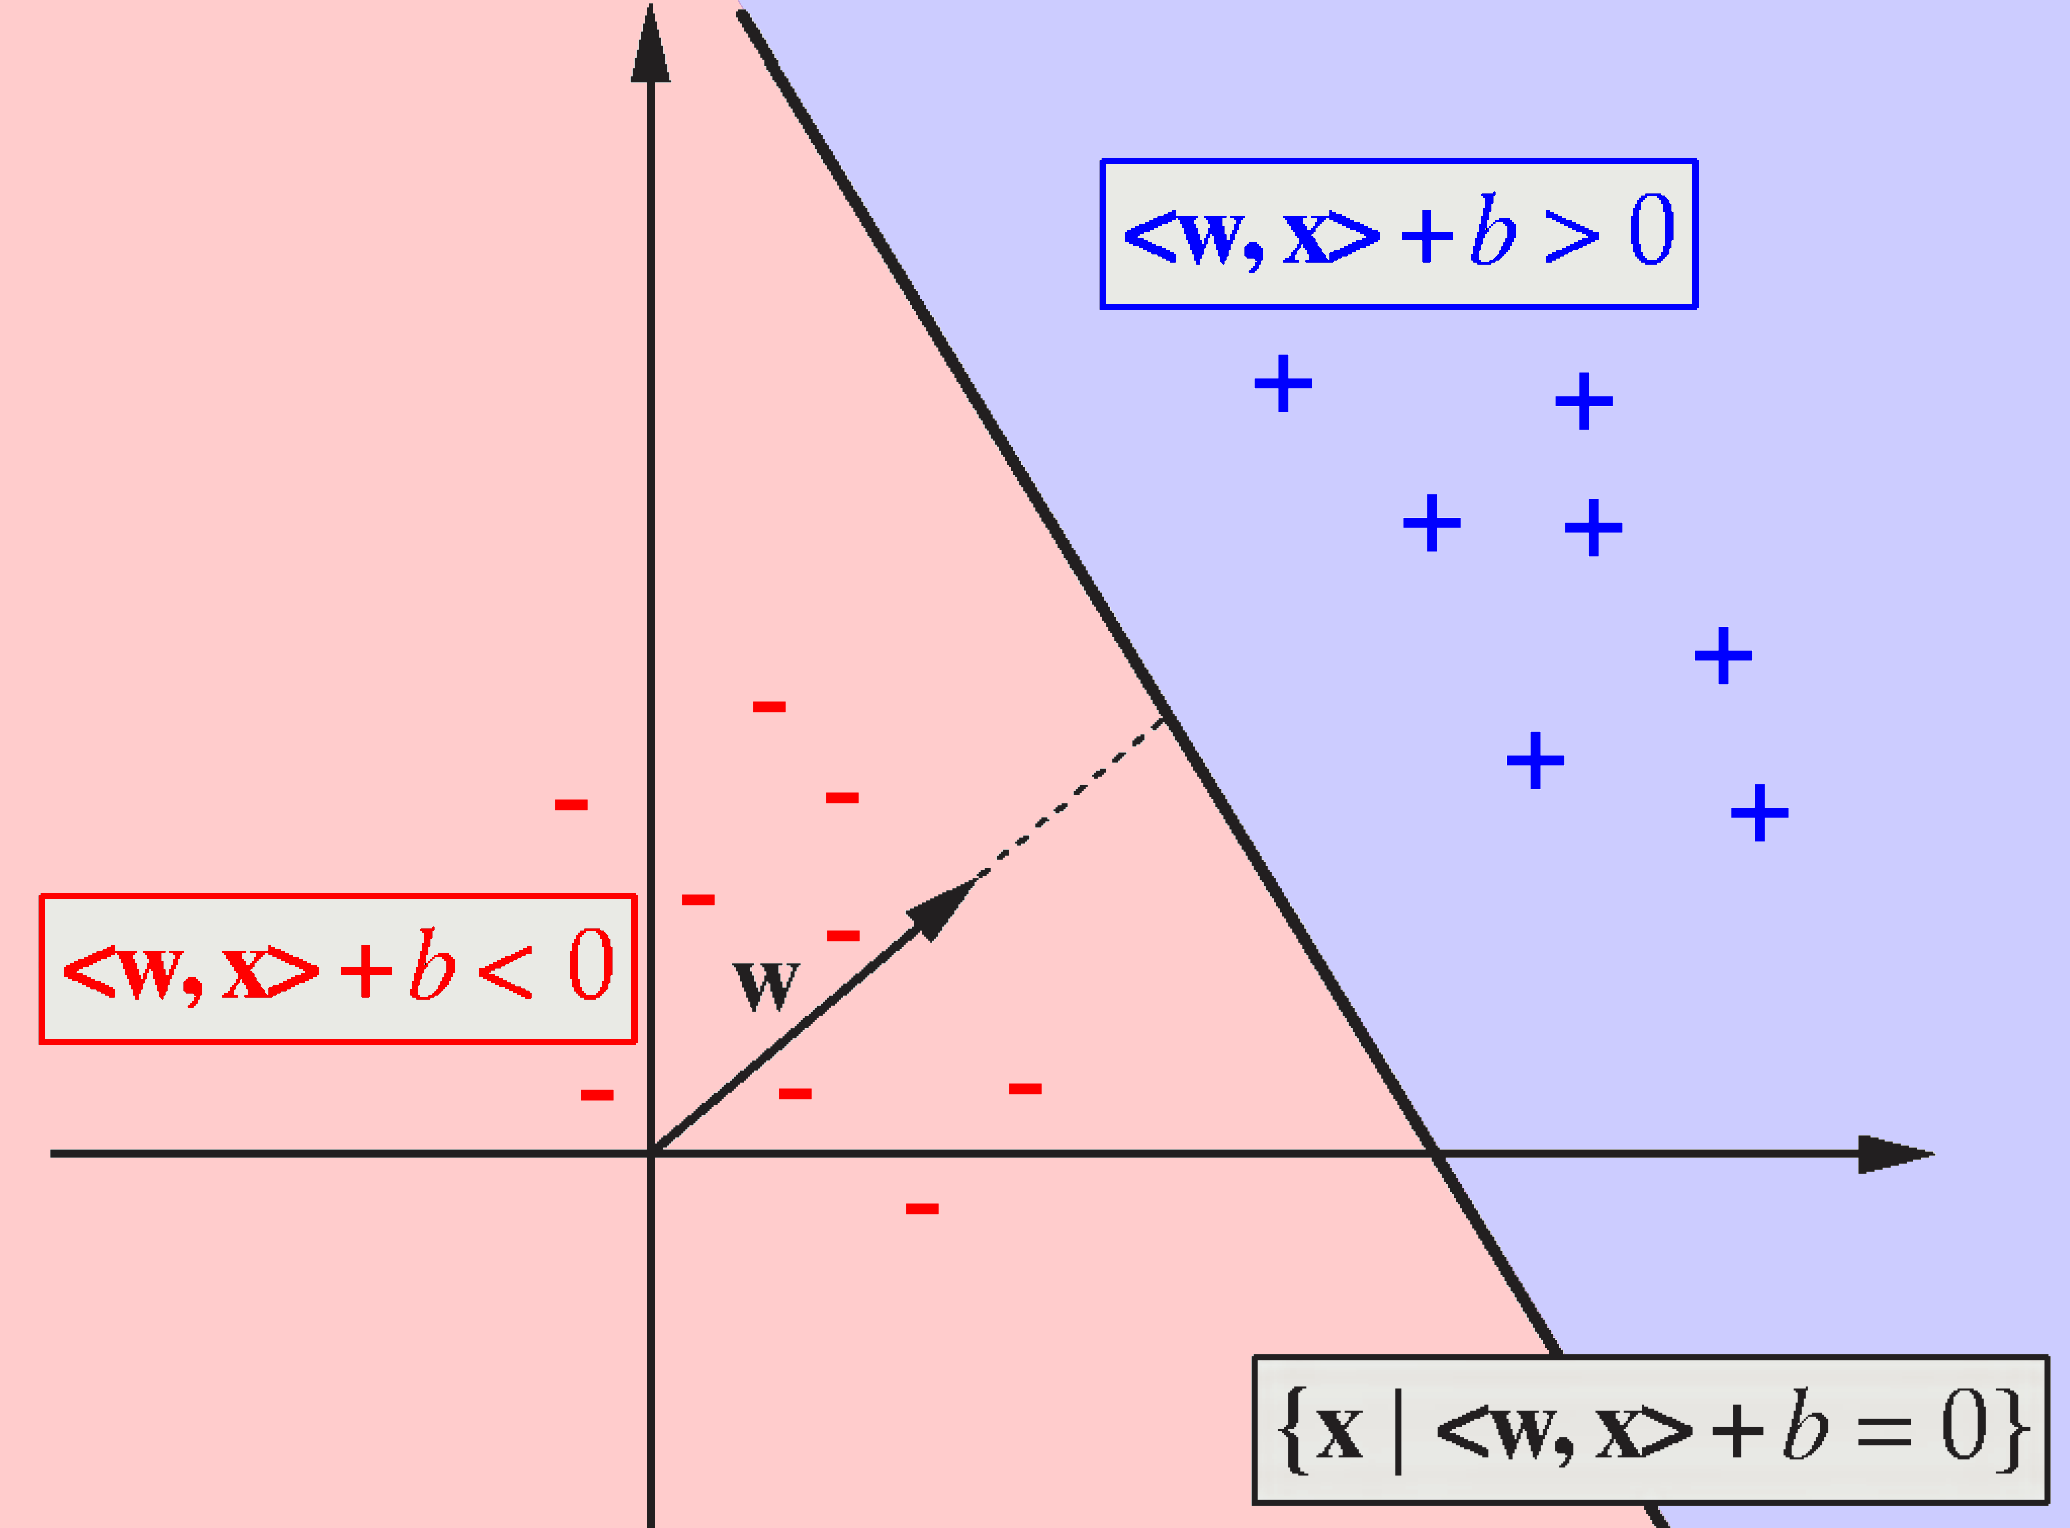 <w, x> + b > 0
<w, x> + b < 0
w
{x | <w, x> + b = 0}